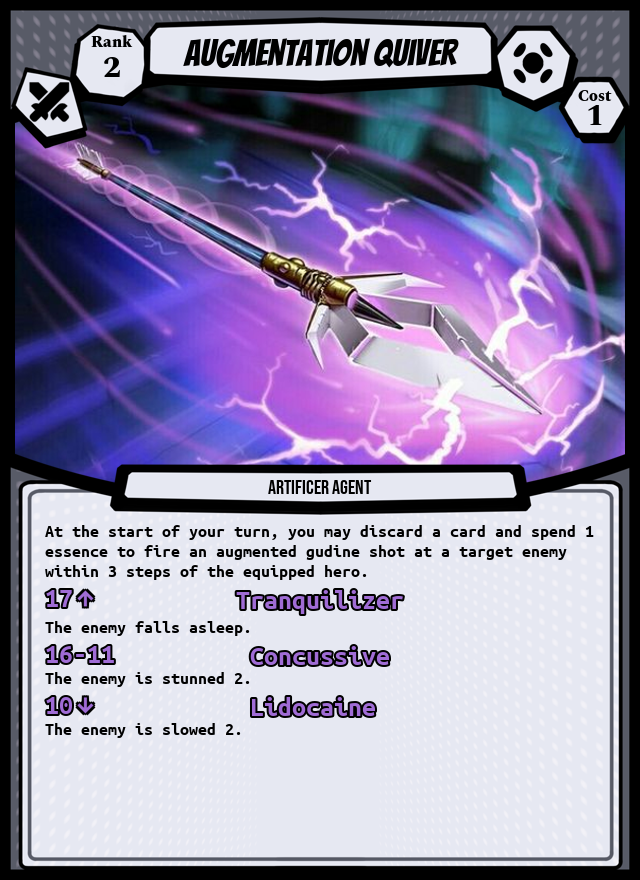 Rank
2
AUGMENTATION QUIVER
Cost
1
ARTIFICER AGENT
At the start of your turn, you may discard a card and spend 1
essence to fire an augmented gudine shot at a target enemy
within 3 steps of the equipped hero.
17↑ Tranquilizer
The enemy falls asleep.
16-11 Concussive
The enemy is stunned 2.
10↓ Lidocaine
The enemy is slowed 2.